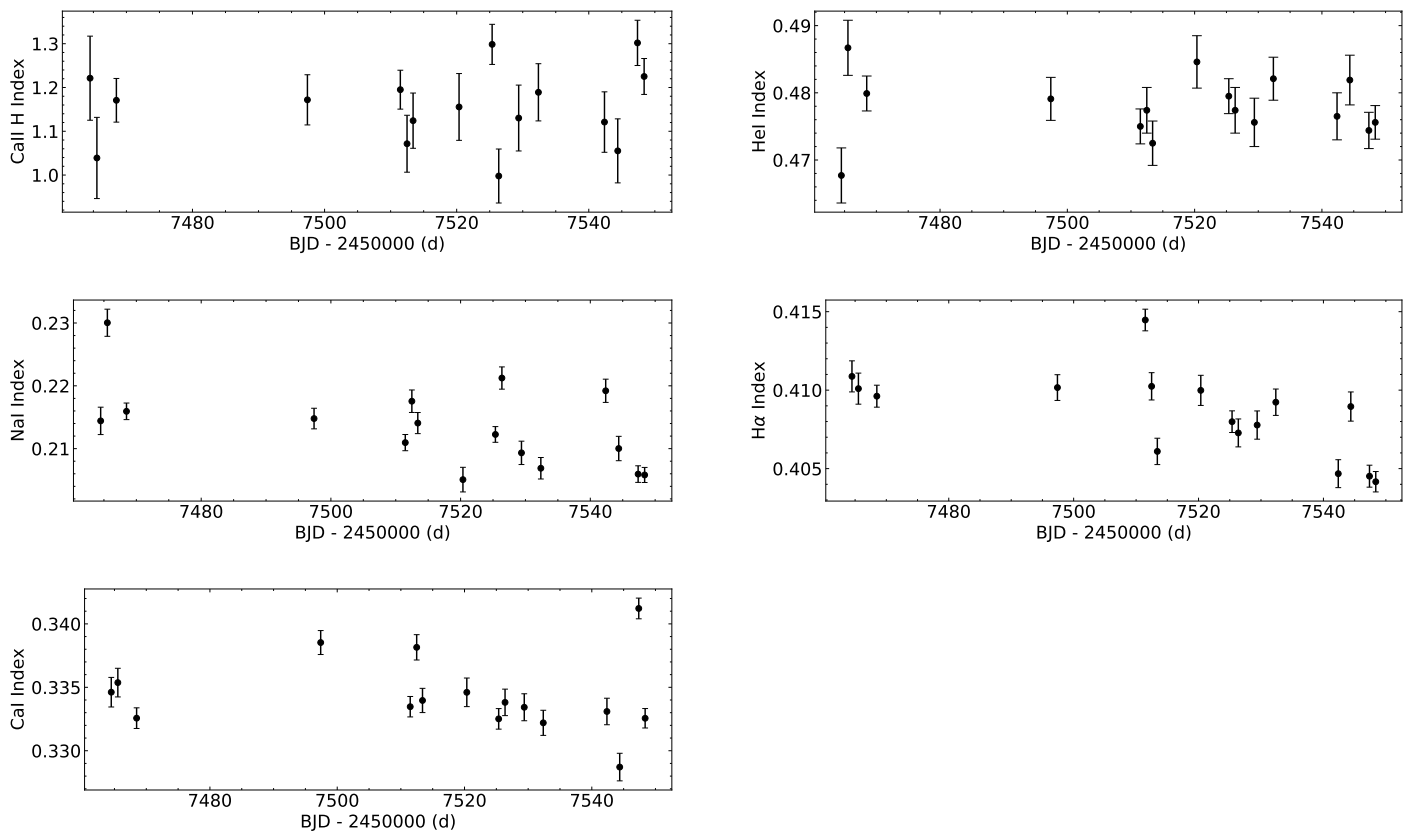 CaII H Index
1.3
1.2
1.1
1.0
7480 7500 7520 7540
BJD - 2450000 (d)
HeI Index
0.49
0.48
0.47
7480 7500 7520 7540
BJD - 2450000 (d)
NaI Index
0.23
0.22
0.21
7480 7500 7520 7540
BJD - 2450000 (d)
Hα Index
0.415
0.410
0.405
7480 7500 7520 7540
BJD - 2450000 (d)
CaI Index
0.340
0.335
0.330
7480 7500 7520 7540
BJD - 2450000 (d)